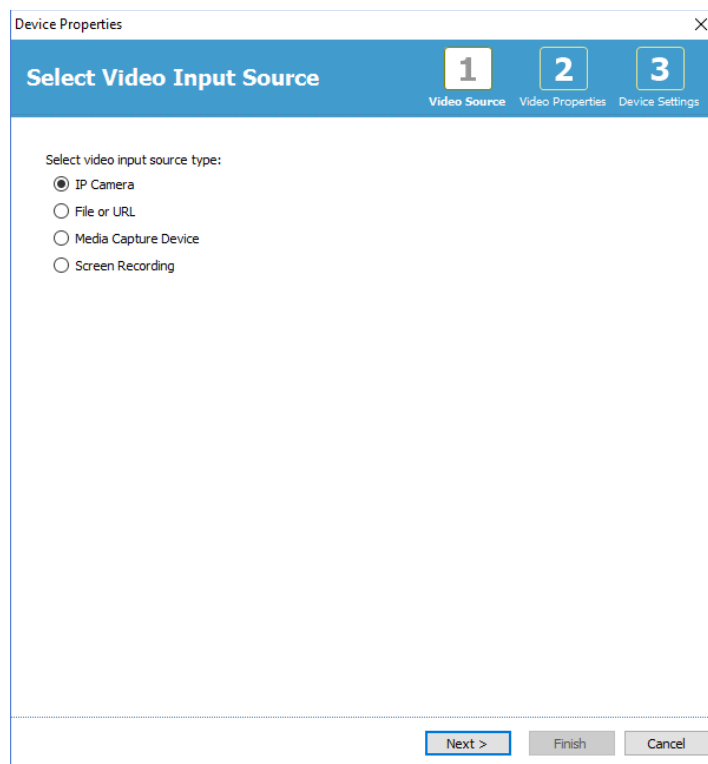 Device Properties
Select Video Input Source
1 2 3
Video Source Video Properties Device Settings
Select video input source type:
IP Camera
File or URL
Media Capture Device
Screen Recording
Next > Finish Cancel